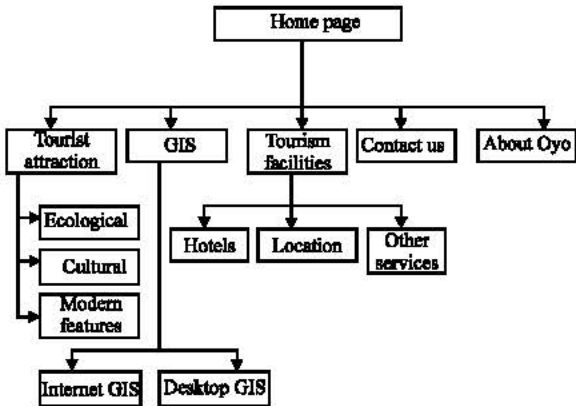 Home page
Tourist
attraction
GIS
Tourism
facilities
Contact us
About Oyo
Ecological
Cultural
Modern
features
Hotels
Location
Other
services
Internet GIS
Desktop GIS